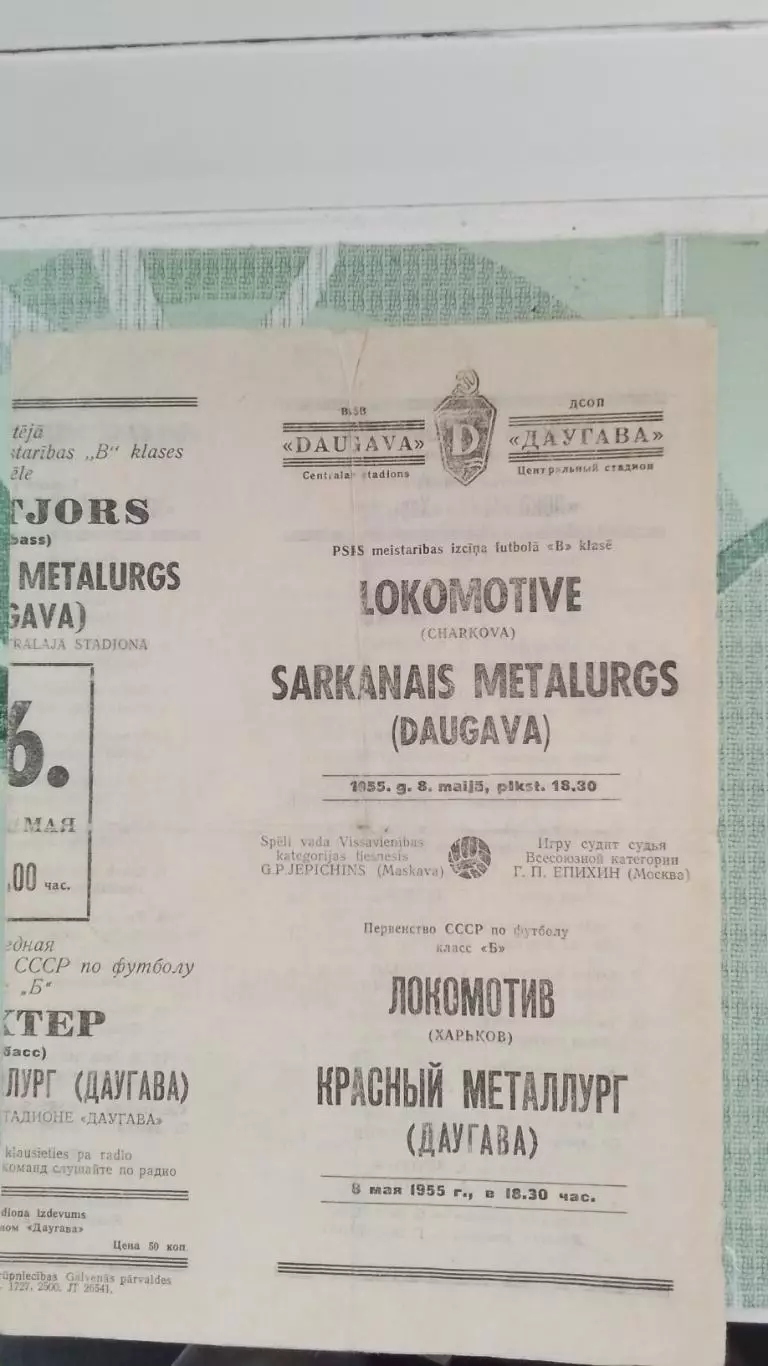 tējā
starības „B" klases
ēle
TJORS
bass)
METALURGS
GAVA)
TRALAJĀ STADIONA
6.
МАЯ
.00 час.
едная
СССР по футболу
„Б"
КТЕР
басс)
ЛУРГ (ДАУГАВА)
ТАДИОНЕ «ДАУГАВА»
klausieties pa radio
команд слушайте по радио
diona izdevums
ном «Даугава»
Цена 50 коп
rūpniecības Galvenās pārvaldes
1727. 2500. JT 26541.
«DAUGAVA»
Centralais stadions
D
ДСОП
«ДАУГАВА»
Центральный стадион
PSRS meistarības izcīņa futbolā «B» klasē
LOKOMOTIVE
(CHARKOVA)
SARKANAIS METALURGS
(DAUGAVA)
1955. g. 8. maijā, plkst. 18.30
Spēli vada Vissavienības
kategorijas tiesnesis
G.P.JEPICHINS (Maskava)
Игру судит судья
Всесоюзной категории
Г. П. ЕПИХИН (Москва)
Первенство СССР по футболу
класс «Б»
ЛОКОМОТИВ
(ХАРЬКОВ)
КРАСНЫЙ МЕТАЛЛУРГ
(ДАУГАВА)
8 мая 1955 г., в 18.30 час.